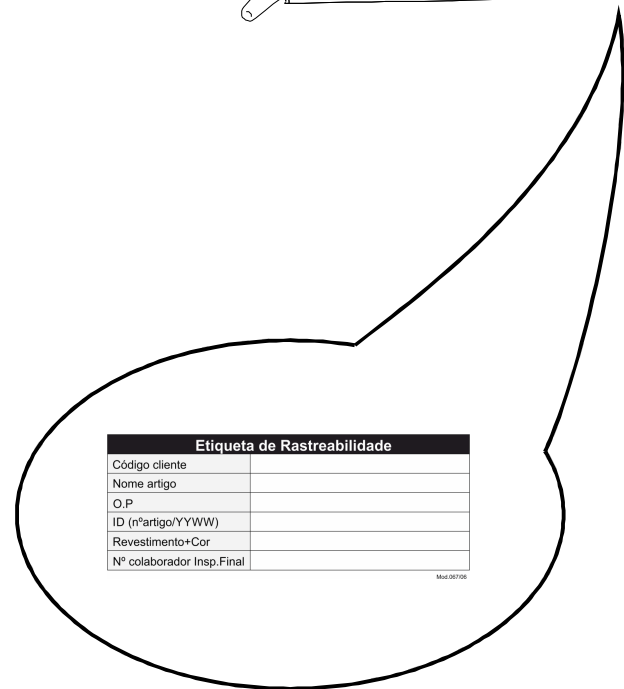 Etiqueta de Rastreabilidade
Código cliente
Nome artigo
O.P
ID (nºartigo/YYWW)
Revestimento+Cor
Nº colaborador Insp.Final
Mod.067/06